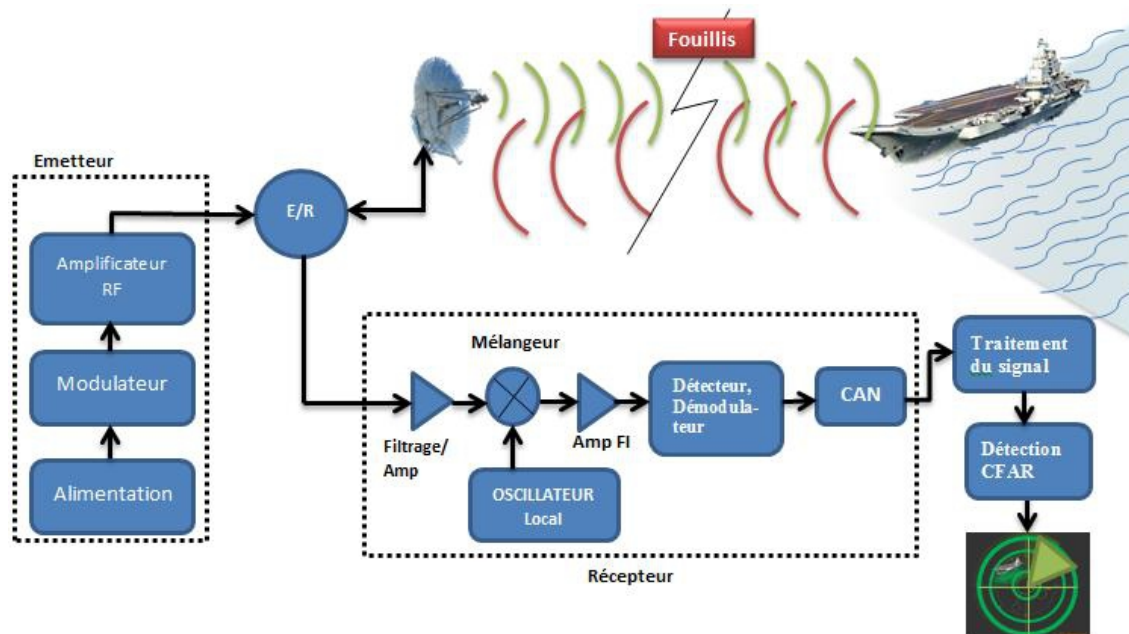 Fouillis
Emetteur
E/R
Amplificateur
RF
Modulateur
Alimentation
Mélangeur
Filtrage/
Amp
Amp FI
OSCILLATEUR
Local
Détecteur,
Démodula-
teur
CAN
Récepteur
Traitement
du signal
Détection
CFAR